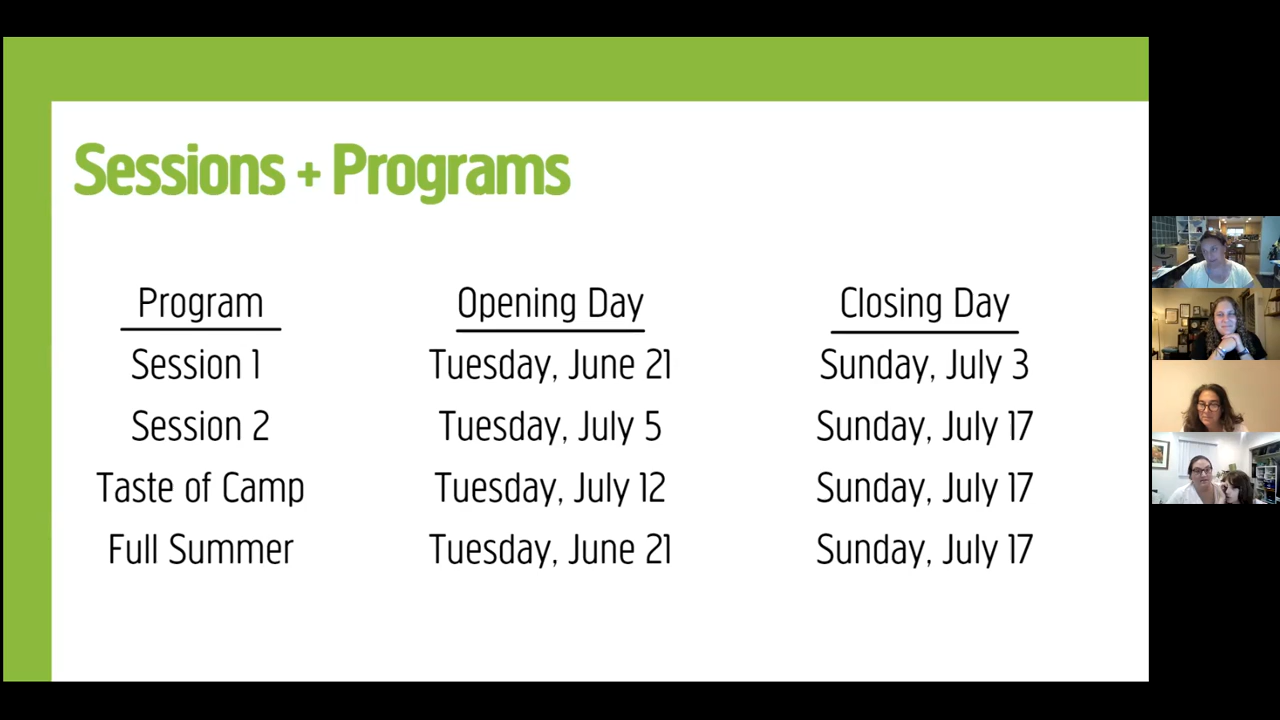 Sessions + Programs
Program Opening Day Closing Day
Session 1 Tuesday, June 21 Sunday, July 3
Session 2 Tuesday, July 5 Sunday, July 17
Taste of Camp Tuesday, July 12 Sunday, July 17
Full Summer Tuesday, June 21 Sunday, July 17